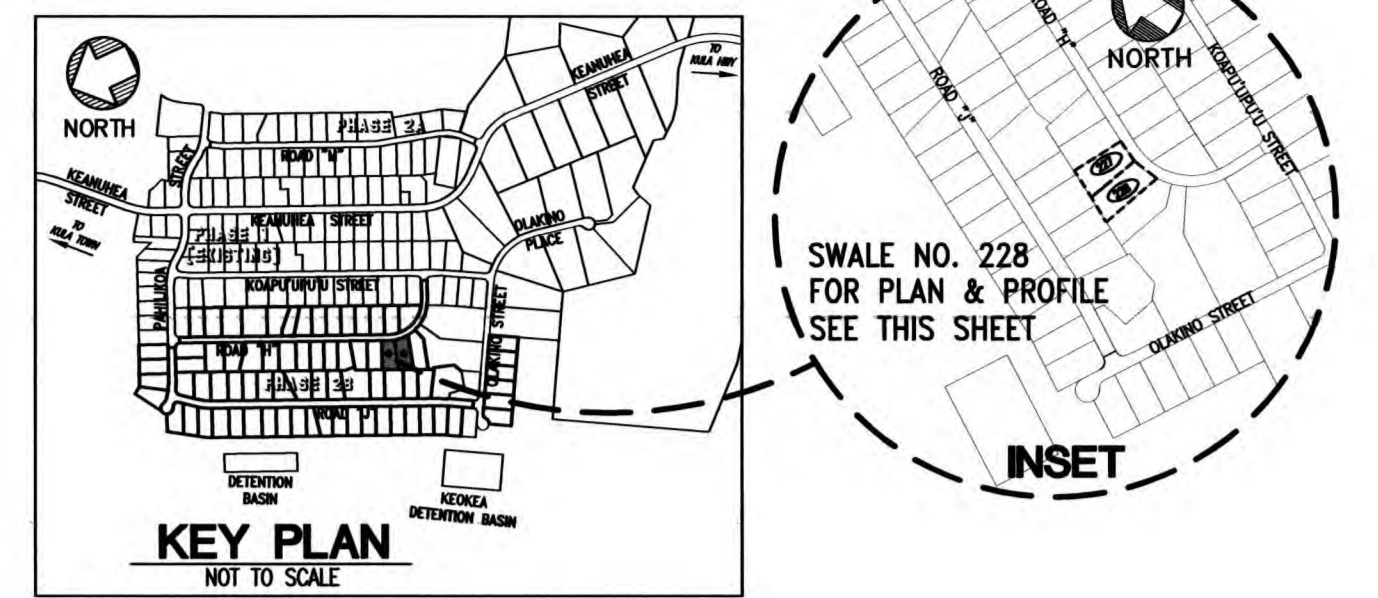 NORTH
KEANUHEA
STREET
TO
KULA HWY
PHASE 2A
ROAD "M"
STREET
KEANUHEA
STREET
TO
KULA TOWN
KEANUHEA STREET
PHASE 1
[EXISTING]
OLAKINO
PLACE
PAHILIKOA
KOAPU'UPU'U STREET
OLAKINO STREET
ROAD "H"
PHASE 2B
ROAD "J"
DETENTION
BASIN
KEOKEA
DETENTION BASIN
KEY PLAN
NOT TO SCALE
ROAD "H"
NORTH
KOAPU'UPU'U STREET
ROAD "J"
227
228
SWALE NO. 228
FOR PLAN & PROFILE
SEE THIS SHEET
OLAKINO STREET
INSET